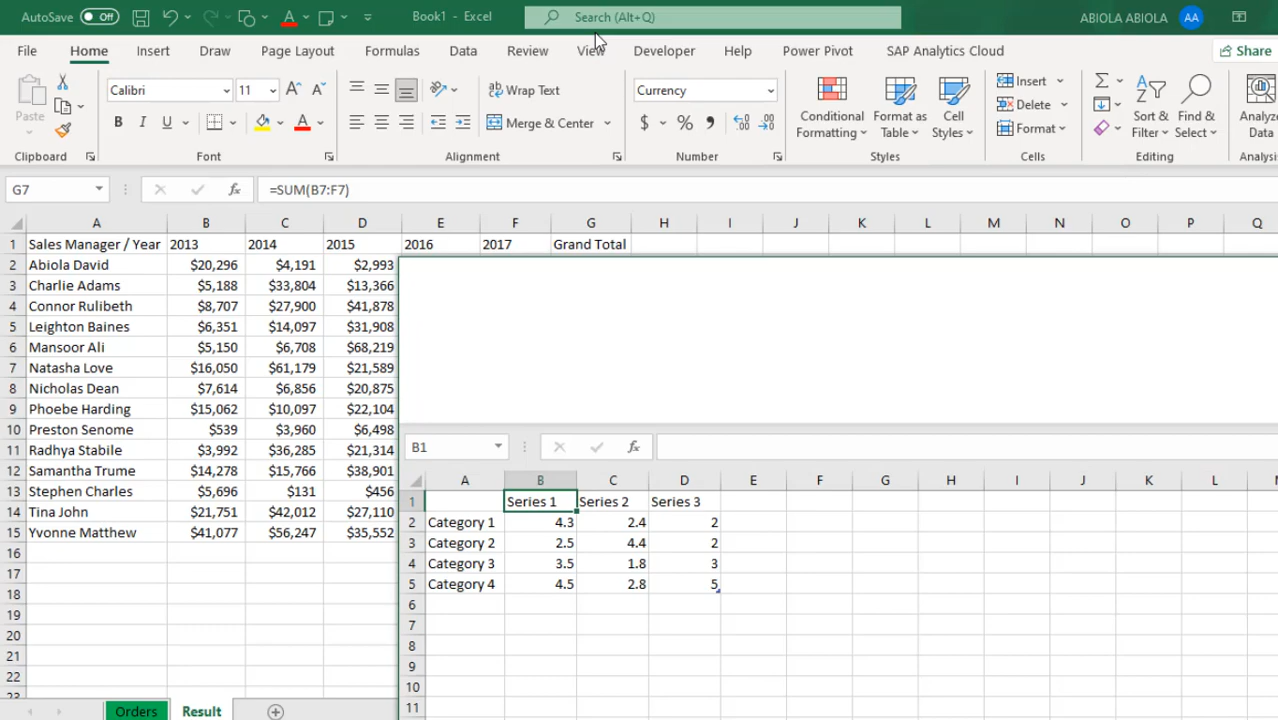 AutoSave Off Book1 - Excel Search (Alt+Q) ABIOLA ABIOLA AA
File Home Insert Draw Page Layout Formulas Data Review View Developer Help Power Pivot SAP Analytics Cloud Share
Paste Calibri 11 Wrap Text Currency Conditional Formatting Format as Table Cell Styles Insert Sort & Filter Find & Select Analyze Data
B I U Merge & Center $ % Delete
Format
Clipboard Font Alignment Number Styles Cells Editing Analysis
G7 fx =SUM(B7:F7)
A B C D E F G H I J K L M N O P Q
1 Sales Manager / Year 2013 2014 2015 2016 2017 Grand Total
2 Abiola David $20,296 $4,191 $2,993
3 Charlie Adams $5,188 $33,804 $13,366
4 Connor Rulibeth $8,707 $27,900 $41,878
5 Leighton Baines $6,351 $14,097 $31,908
6 Mansoor Ali $5,150 $6,708 $68,219
7 Natasha Love $16,050 $61,179 $21,589
8 Nicholas Dean $7,614 $6,856 $20,875
9 Phoebe Harding $15,062 $10,097 $22,104
10 Preston Senome $539 $3,960 $6,498
11 Radhya Stabile $3,992 $36,285 $21,314
12 Samantha Trume $14,278 $15,766 $38,901
13 Stephen Charles $5,696 $131 $456
14 Tina John $21,751 $42,012 $27,110
15 Yvonne Matthew $41,077 $56,247 $35,552
16
17
18
19
20
21
22
23
Orders Result
B1 fx
A B C D E F G H I J K L
1 Series 1 Series 2 Series 3
2 Category 1 4.3 2.4 2
3 Category 2 2.5 4.4 2
4 Category 3 3.5 1.8 3
5 Category 4 4.5 2.8 5
6
7
8
9
10
11